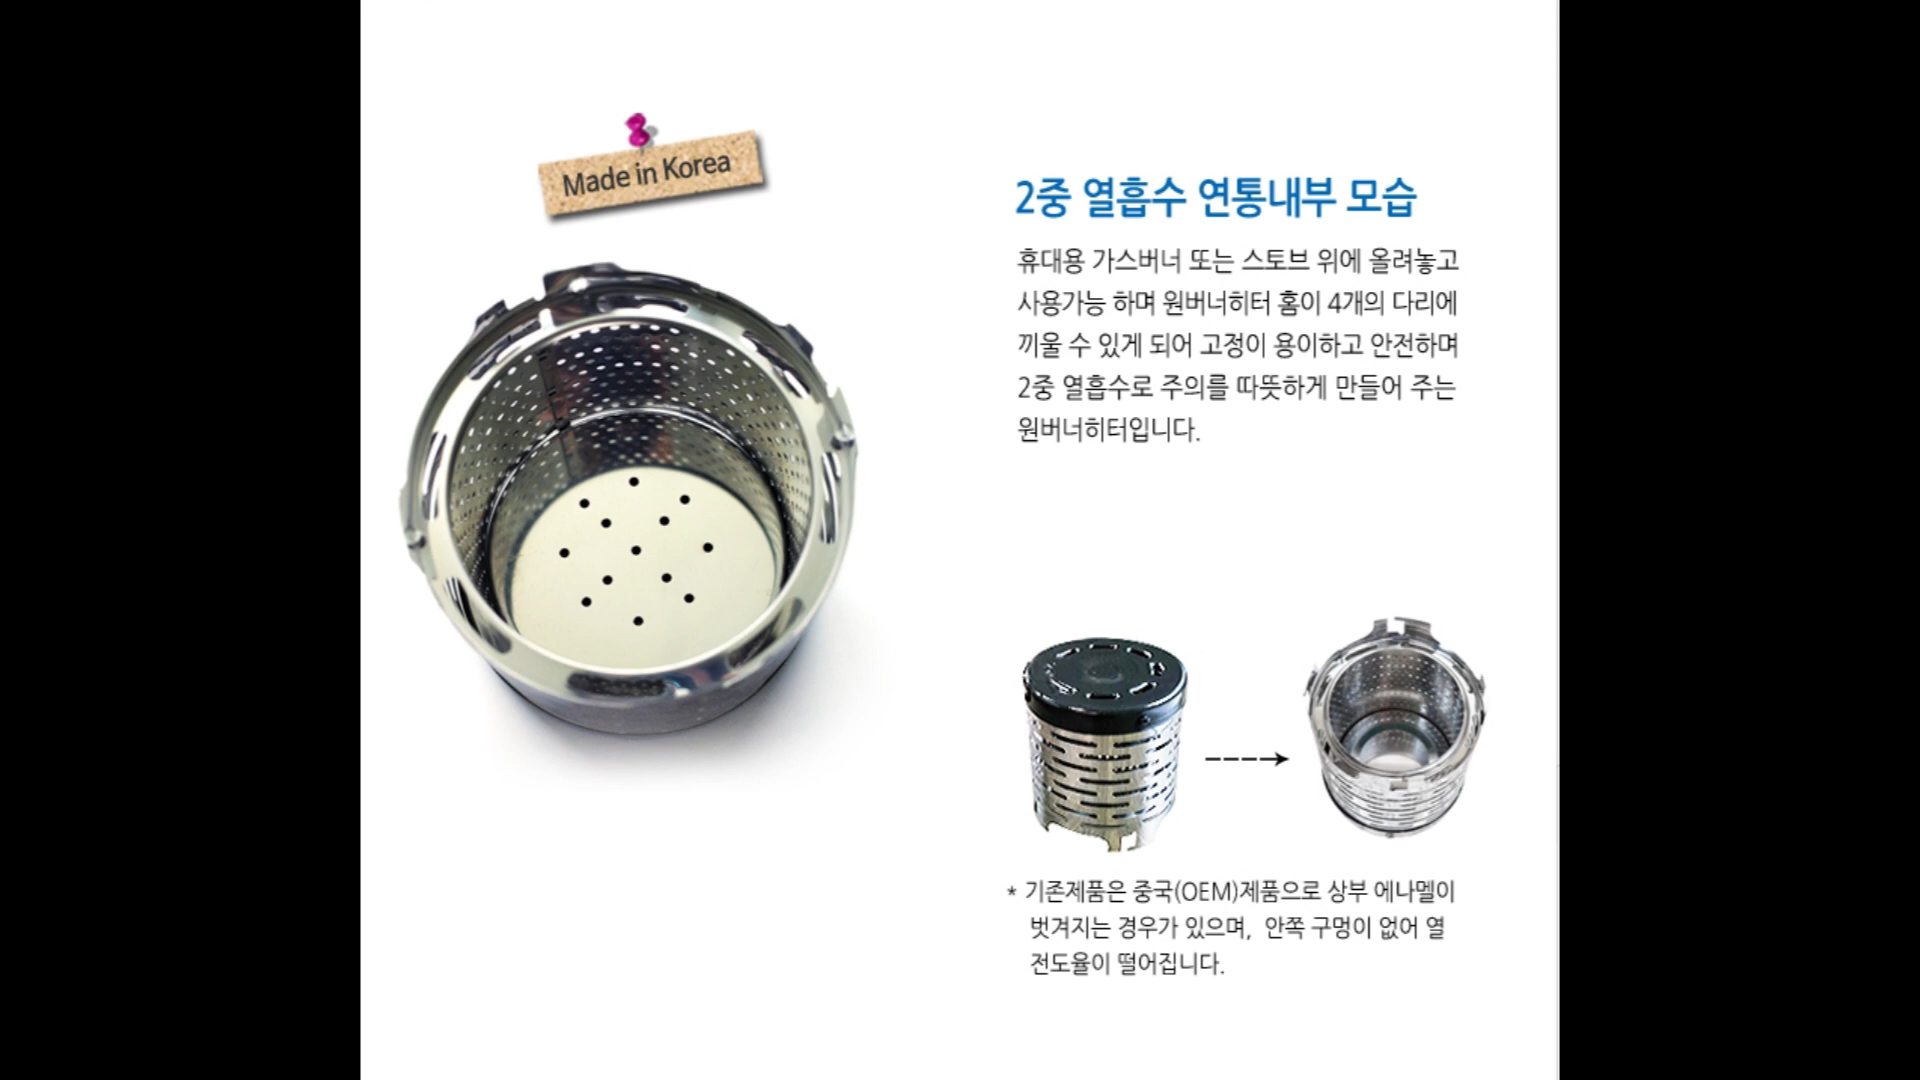 Made in Korea
2중 열흡수 연통내부 모습
휴대용 가스버너 또는 스토브 위에 올려놓고
사용가능 하며 원버너히터 홈이 4개의 다리에
끼울 수 있게 되어 고정이 용이하고 안전하며
2중 열흡수로 주의를 따뜻하게 만들어 주는
원버너히터입니다.
* 기존제품은 중국(OEM)제품으로 상부 에나멜이
벗겨지는 경우가 있으며, 안쪽 구멍이 없어 열
전도율이 떨어집니다.